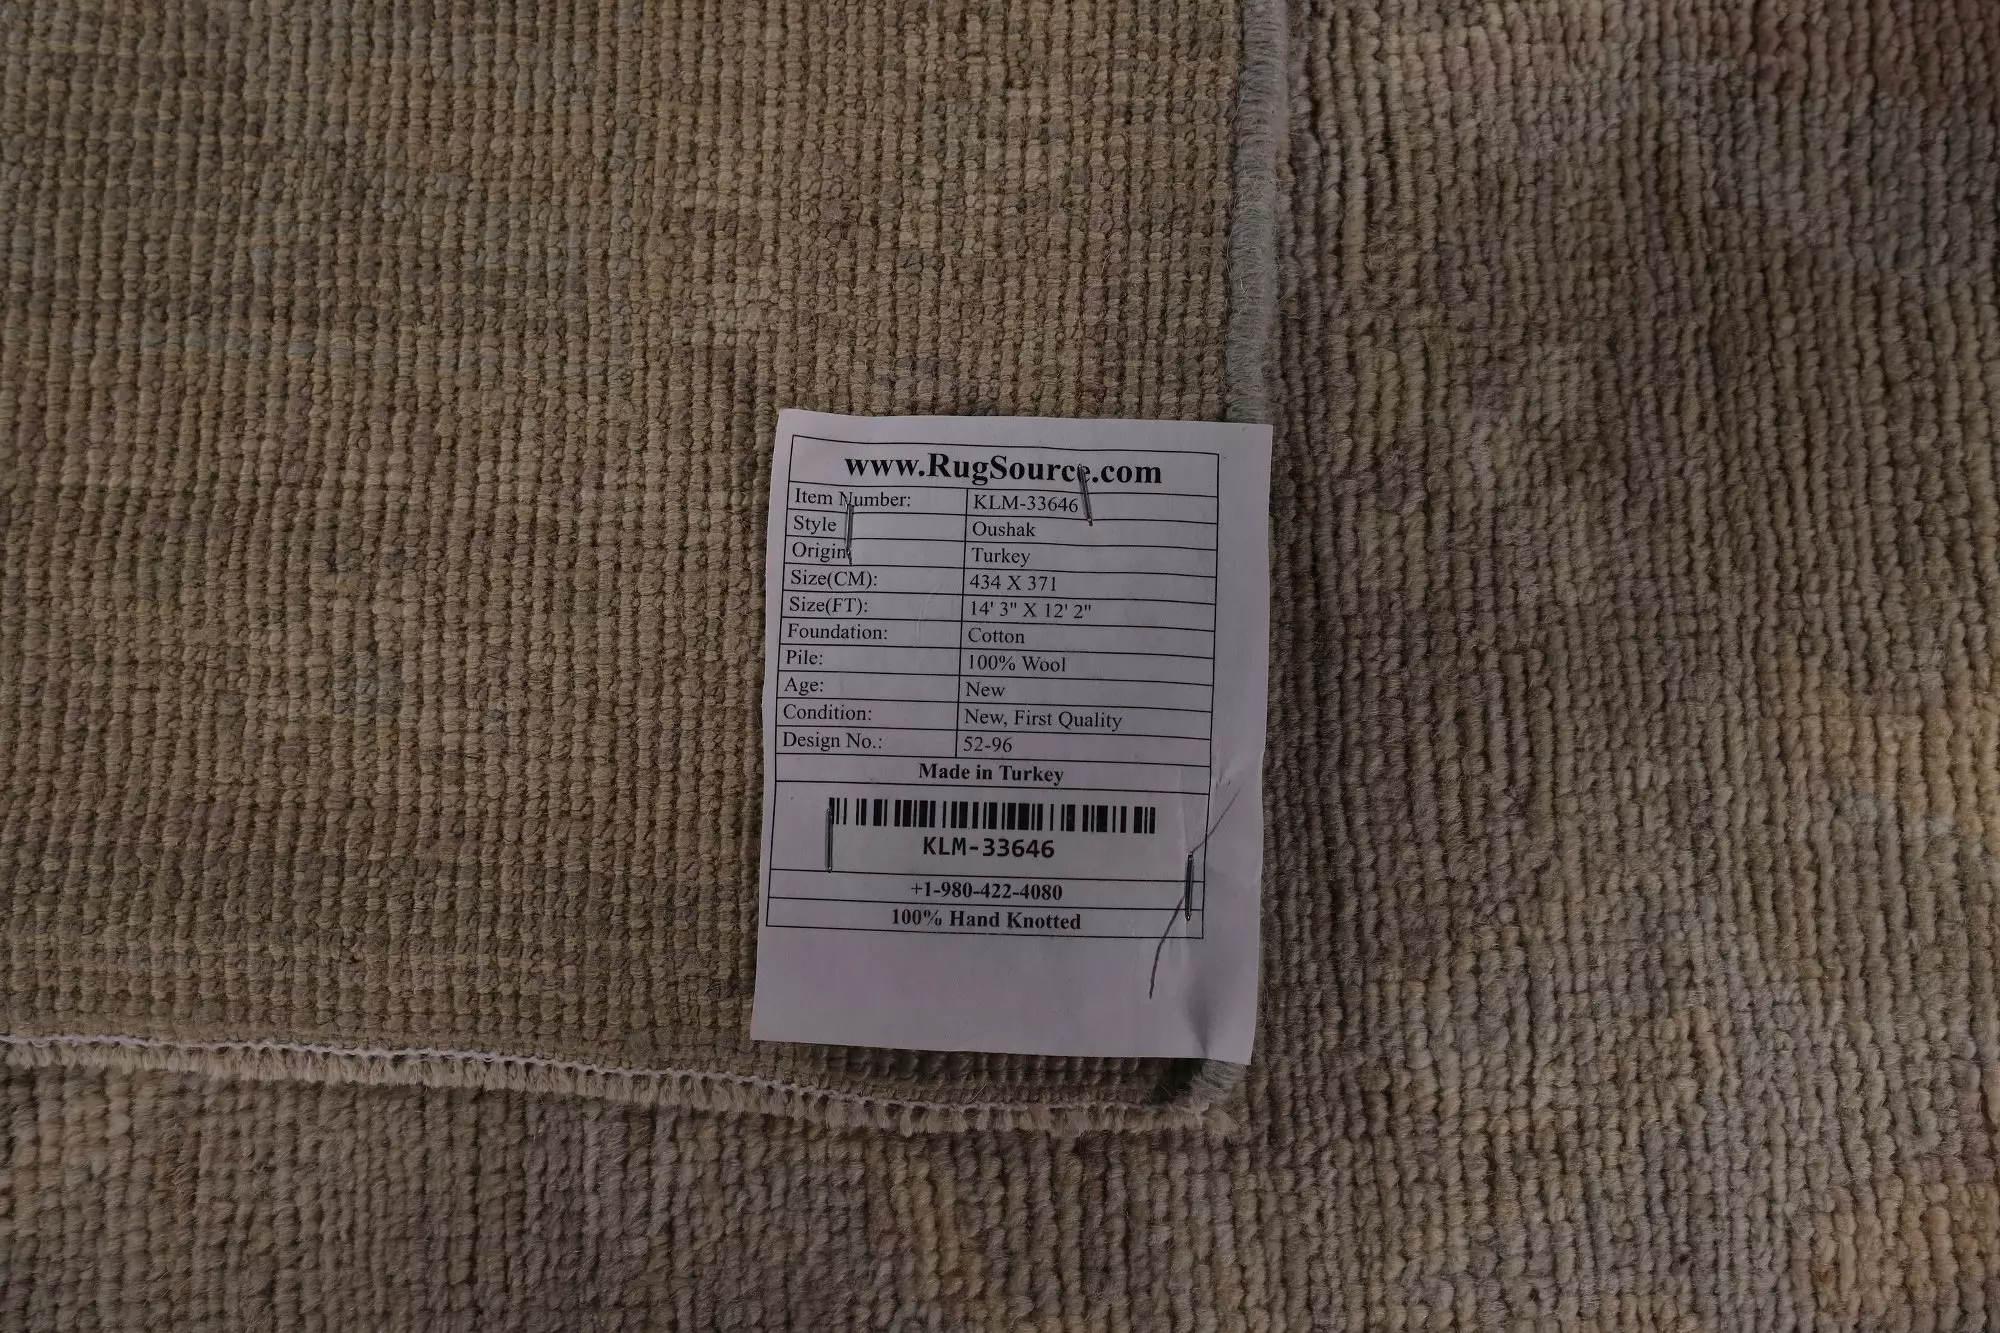 www.RugSource.com
Item Number: KLM-33646
Style Oushak
Origin Turkey
Size(CM): 434 X 371
Size(FT): 14' 3" X 12' 2"
Foundation: Cotton
Pile: 100% Wool
Age: New
Condition: New, First Quality
Design No.: 52-96
Made in Turkey
KLM-33646
+1-980-422-4080
100% Hand Knotted